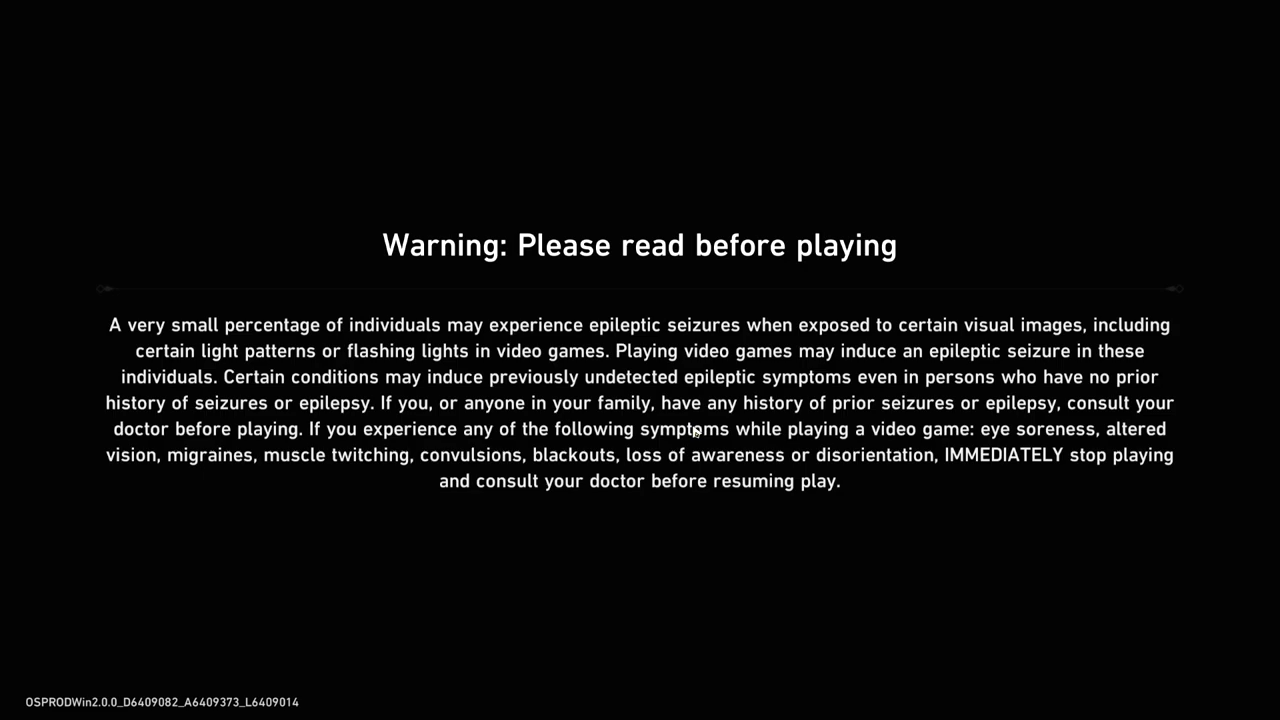 Warning: Please read before playing
A very small percentage of individuals may experience epileptic seizures when exposed to certain visual images, including
certain light patterns or flashing lights in video games. Playing video games may induce an epileptic seizure in these
individuals. Certain conditions may induce previously undetected epileptic symptoms even in persons who have no prior
history of seizures or epilepsy. If you, or anyone in your family, have any history of prior seizures or epilepsy, consult your
doctor before playing. If you experience any of the following symptoms while playing a video game: eye soreness, altered
vision, migraines, muscle twitching, convulsions, blackouts, loss of awareness or disorientation, IMMEDIATELY stop playing
and consult your doctor before resuming play.
OSPRODWin2.0.0_D6409082_A6409373_L6409014